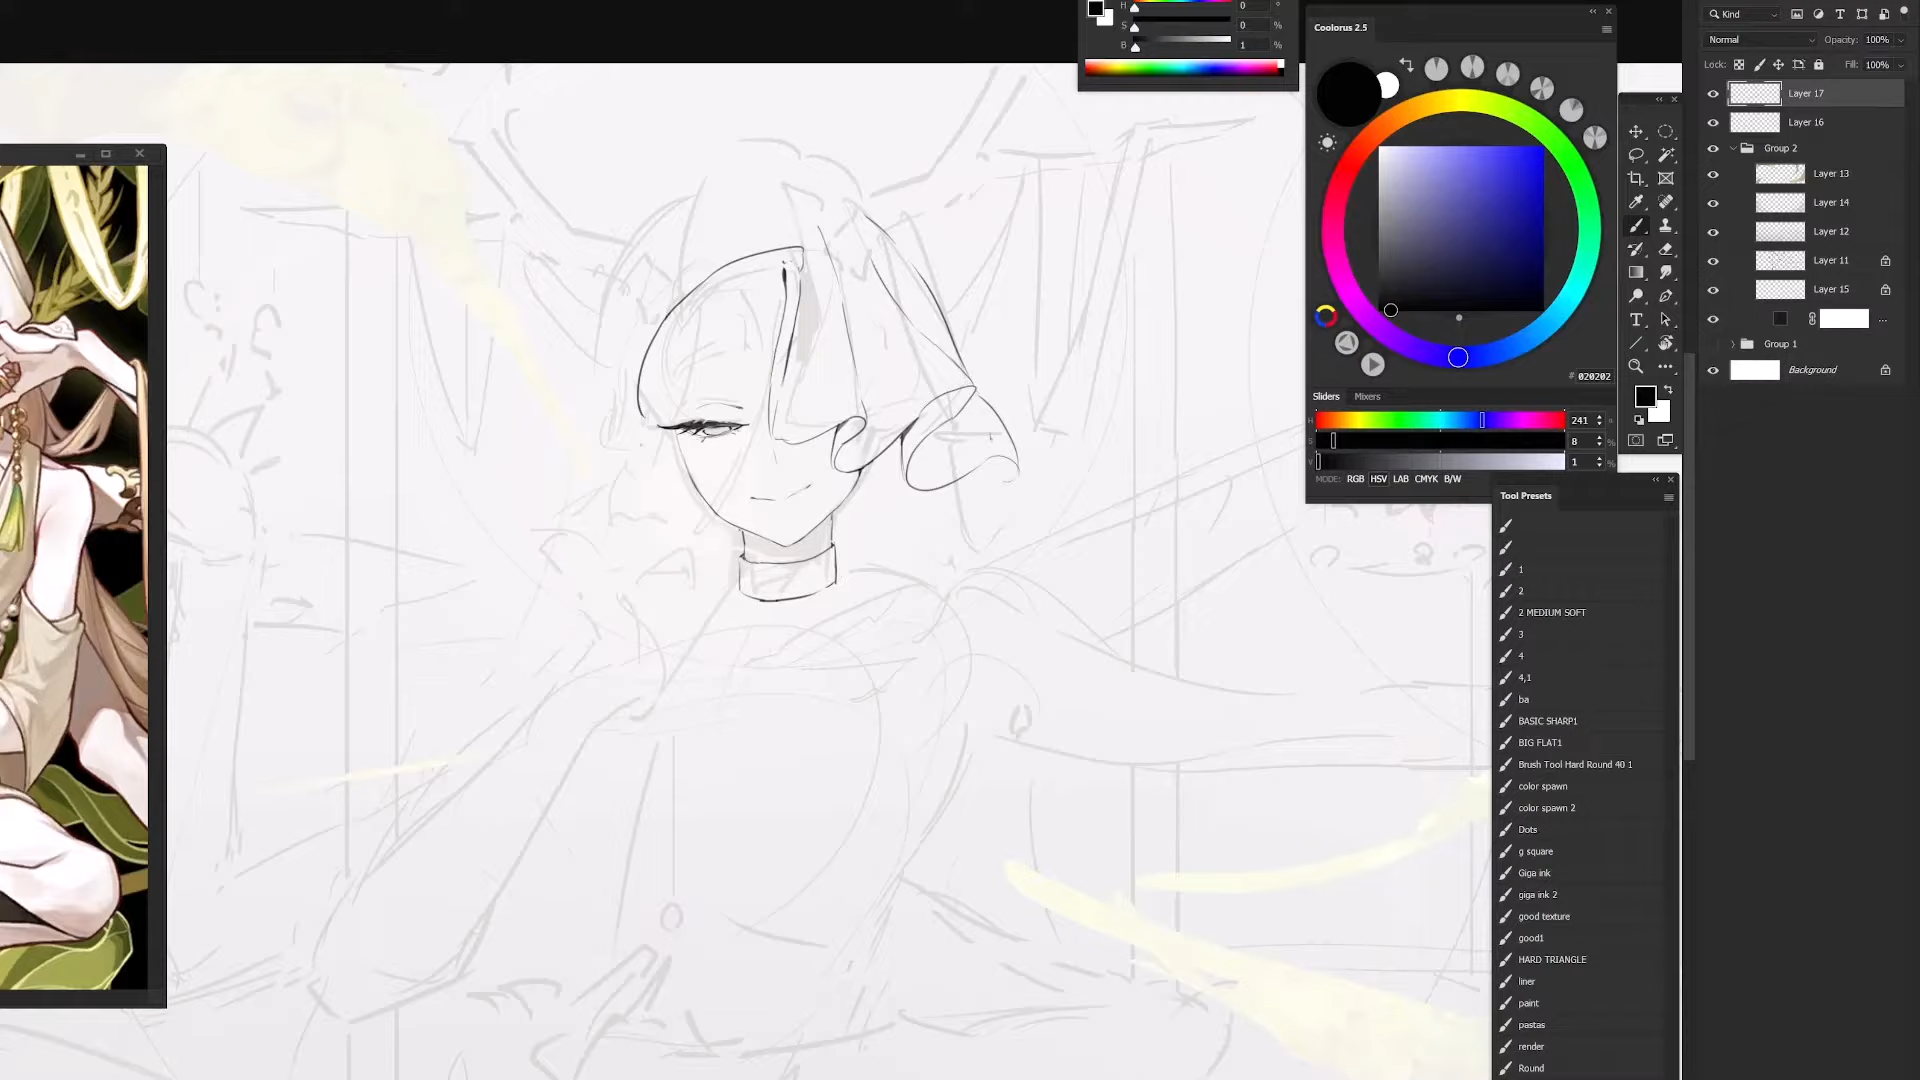 H 0 °
S 0 %
B 1 %
Coolorus 2.5
# 020202
Sliders Mixers
H 241 °
S 8 %
V 1 %
MODE: RGB HSV LAB CMYK B/W
Tool Presets
1
2
2 MEDIUM SOFT
3
4
4,1
ba
BASIC SHARP1
BIG FLAT1
Brush Tool Hard Round 40 1
color spawn
color spawn 2
Dots
g square
Giga ink
giga ink 2
good texture
good1
HARD TRIANGLE
liner
paint
pastas
render
Round
Kind
Normal Opacity: 100%
Lock: Fill: 100%
Layer 17
Layer 16
Group 2
Layer 13
Layer 14
Layer 12
Layer 11
Layer 15
...
Group 1
Background